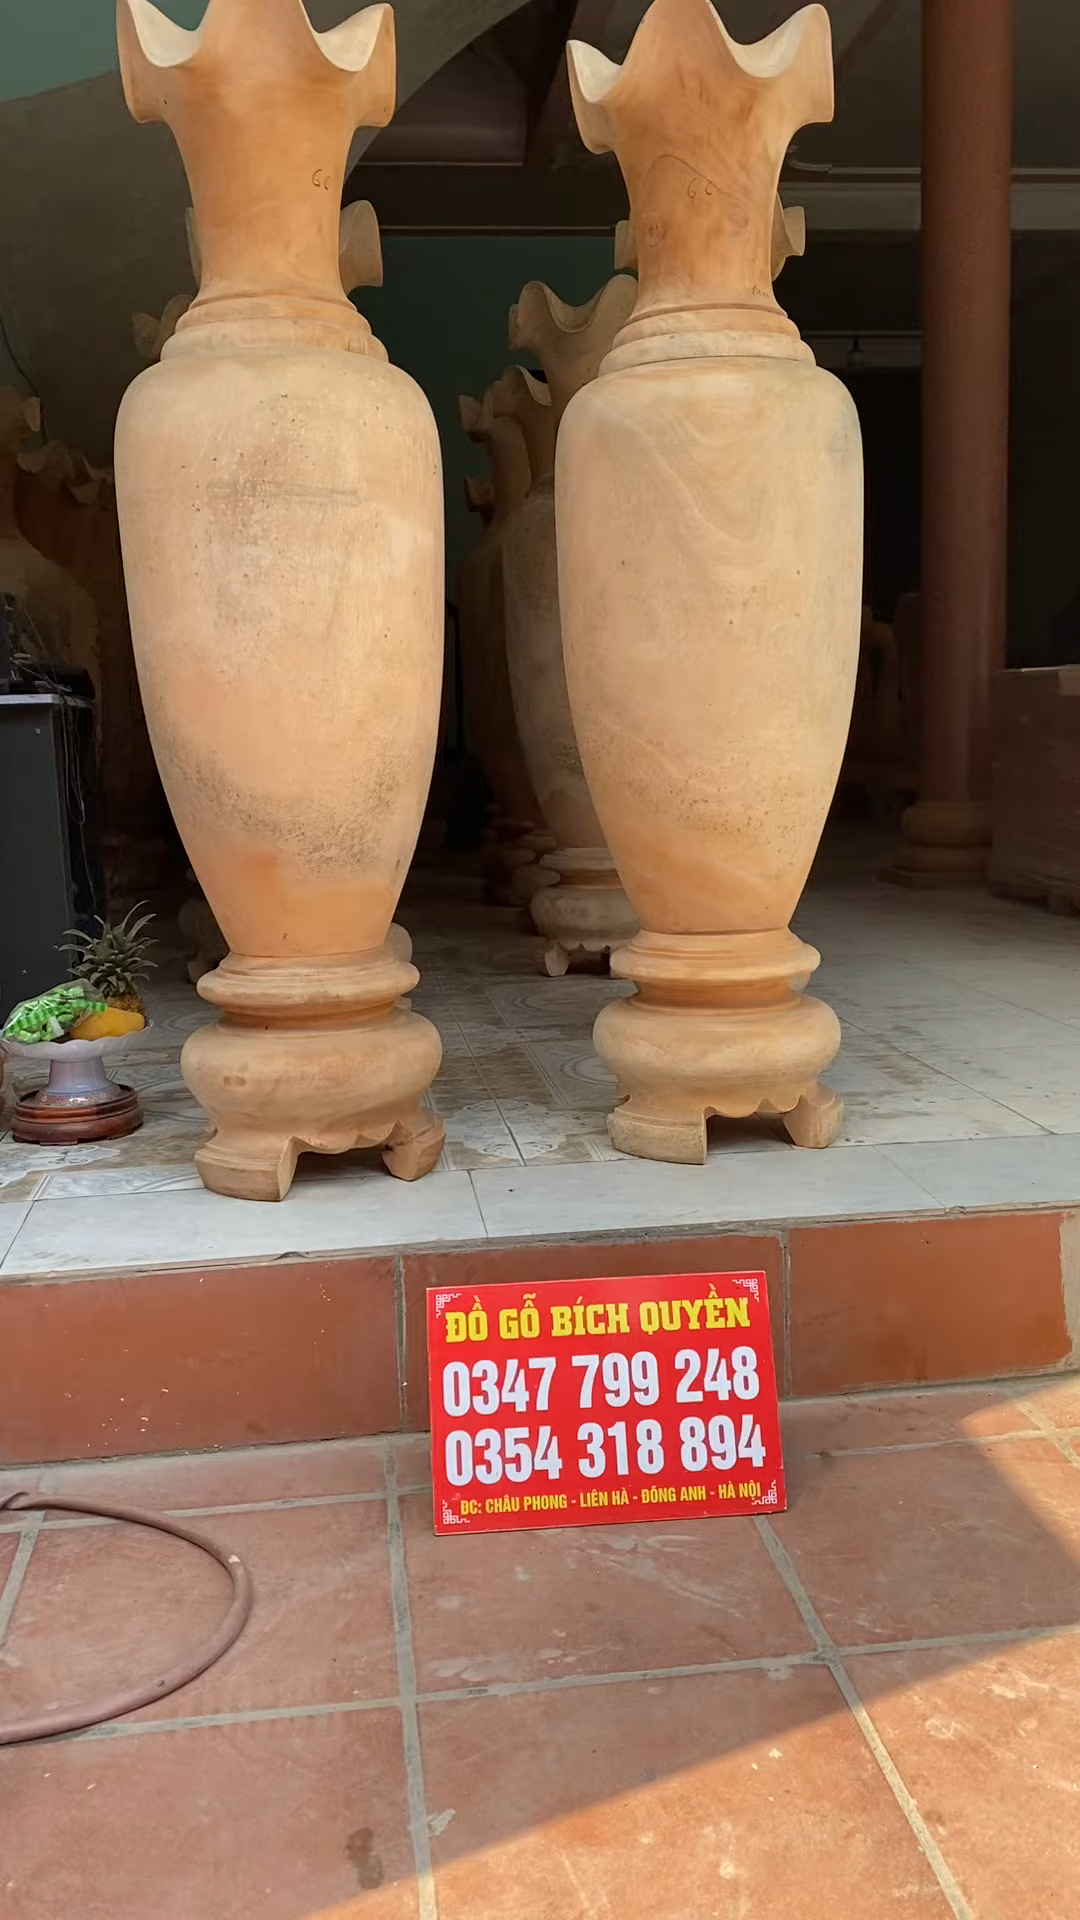 ĐỒ GỖ BÍCH QUYỀN
0347 799 248
0354 318 894
ĐC: CHÂU PHONG - LIÊN HÀ - ĐÔNG ANH - HÀ NỘI